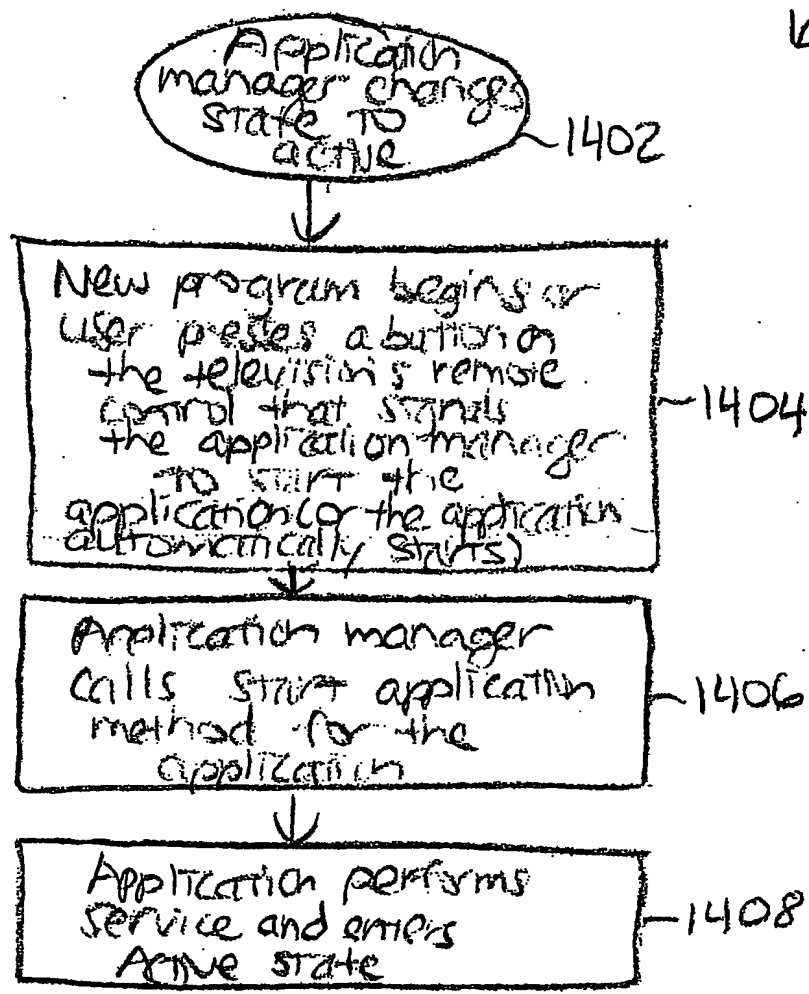 Application
manager changes
state to
active
1402
New program begins or
user presses a button on
the television's remote
control that stands
the application manager
to start the
application (or the application
automatically starts)
1404
Application manager
calls start application
method for the
application
1406
Application performs
service and enters
Active state
1408